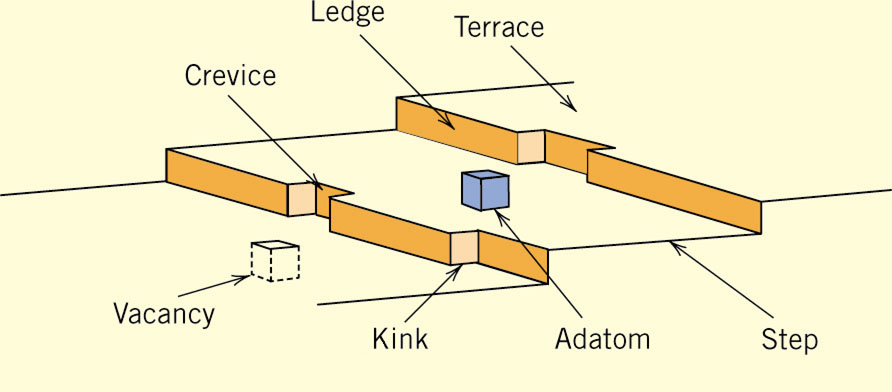 Ledge
Terrace
Crevice
Vacancy
Kink
Adatom
Step